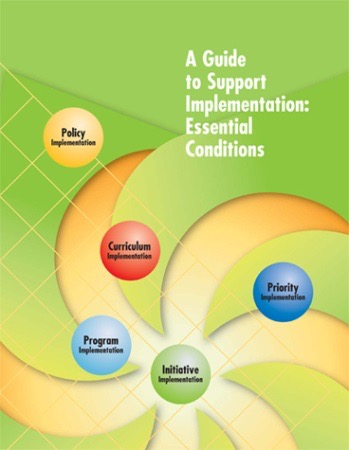 A Guide
to Support
Implementation:
Essential
Conditions
Policy
Implementation
Curriculum
Implementation
Priority
Implementation
Program
Implementation
Initiative
Implementation